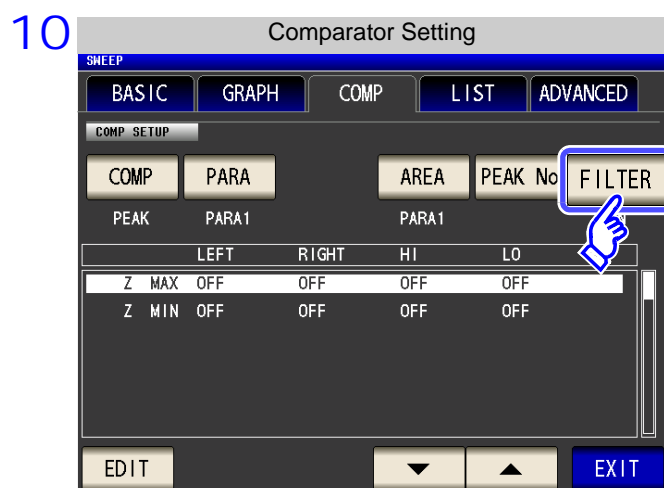 10
Comparator Setting
SWEEP
BASIC GRAPH COMP LIST ADVANCED
COMP SETUP
COMP PARA AREA PEAK No FILTER
PEAK PARA1 PARA1
LEFT RIGHT HI LO
Z MAX OFF OFF OFF OFF
Z MIN OFF OFF OFF OFF
EDIT EXIT